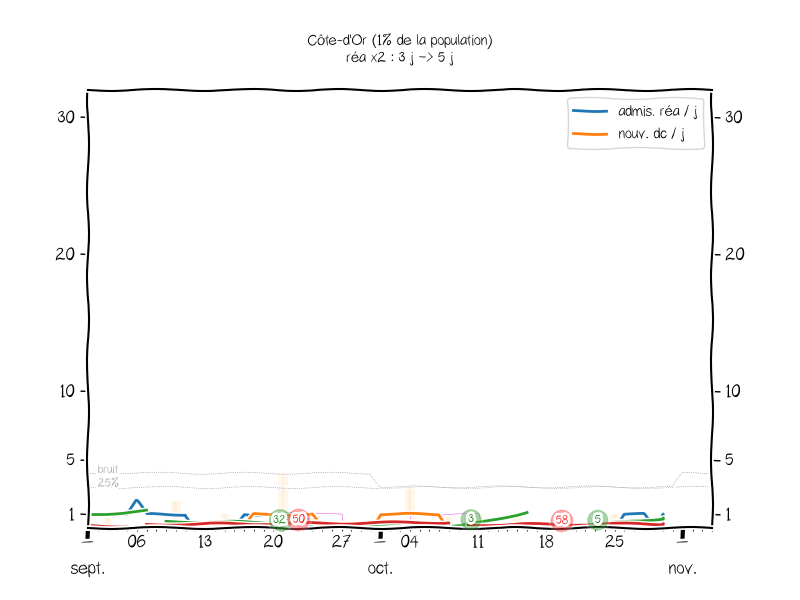 Côte-d'Or (1% de la population)
réa x2 : 3 j -> 5 j
admis. réa / j
nouv. dc / j
30 30
20 20
10 10
5 5
bruit
25%
1 1
32 50 3 58 5
06 13 20 27 04 11 18 25
sept. oct. nov.